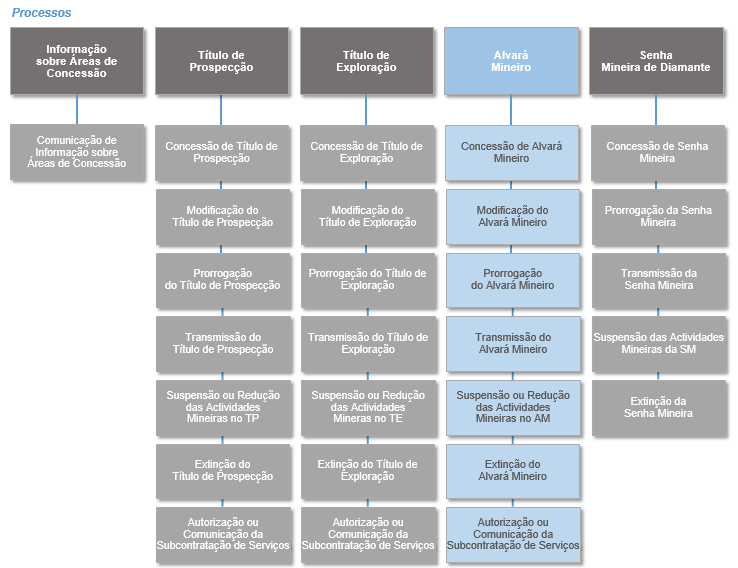 Processos
Informação
sobre Áreas de
Concessão
Comunicação de
Informação sobre
Áreas de Concessão
Título de
Prospecção
Concessão de Título de
Prospecção
Modificação do
Título de Prospecção
Prorrogação
do Título de Prospecção
Transmissão do
Título de Prospecção
Suspensão ou Redução
das Actividades
Mineiras no TP
Extinção do
Título de Prospecção
Autorização ou
Comunicação da
Subcontratação de Serviços
Título de
Exploração
Concessão de Título de
Exploração
Modificação do
Título de Exploração
Prorrogação do Título de
Exploração
Transmissão do Título de
Exploração
Suspensão ou Redução
das Actividades
Mineras no TE
Extinção do Título de
Exploração
Autorização ou
Comunicação da
Subcontratação de Serviços
Alvará
Mineiro
Concessão de Alvará
Mineiro
Modificação do
Alvará Mineiro
Prorrogação
do Alvará Mineiro
Transmissão do
Alvará Mineiro
Suspensão ou Redução
das Actividades
Mineiras no AM
Extinção do
Alvará Mineiro
Autorização ou
Comunicação da
Subcontratação de Serviços
Senha
Mineira de Diamante
Concessão de Senha
Mineira
Prorrogação da Senha
Mineira
Transmissão da
Senha Mineira
Suspensão das Actividades
Mineiras da SM
Extinção da
Senha Mineira